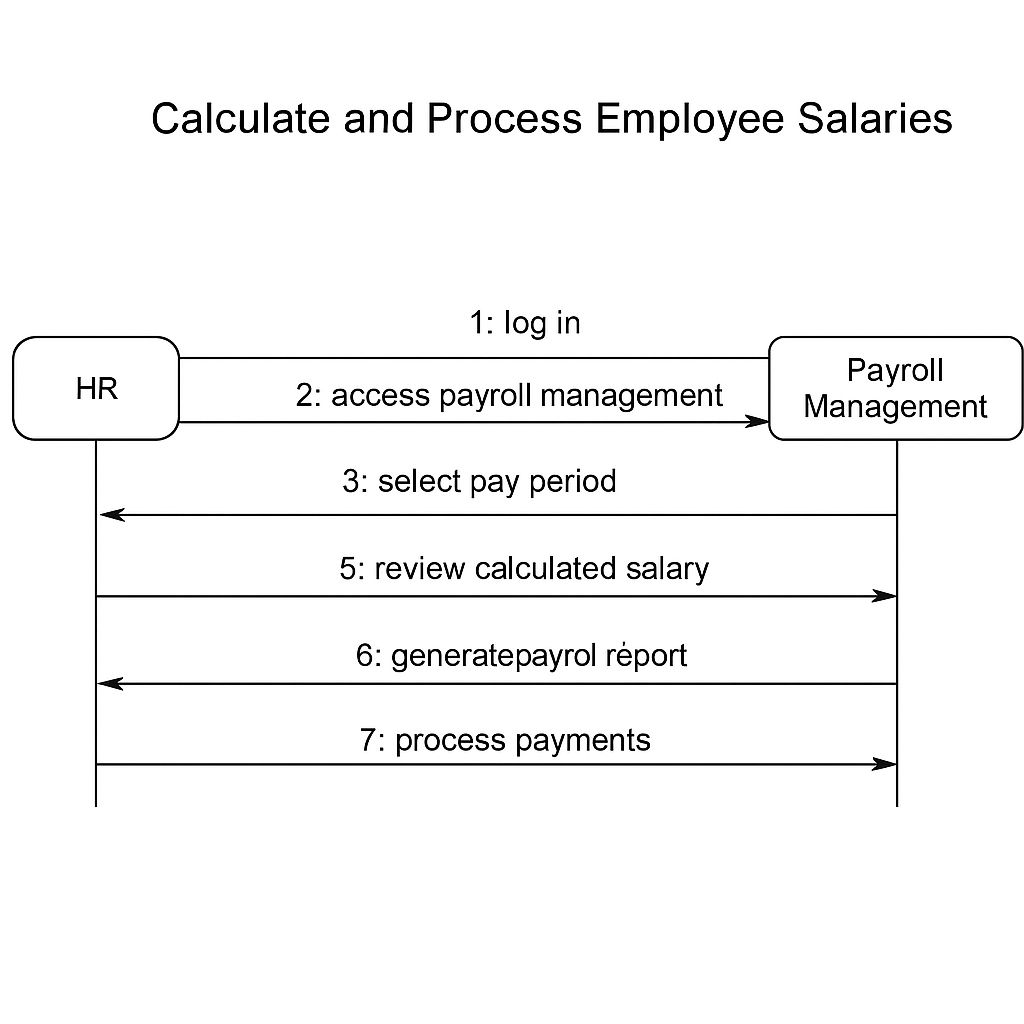 Calculate and Process Employee Salaries
1: log in
HR
2: access payroll management
Payroll
Management
3: select pay period
5: review calculated salary
6: generatepayrol rėport
7: process payments